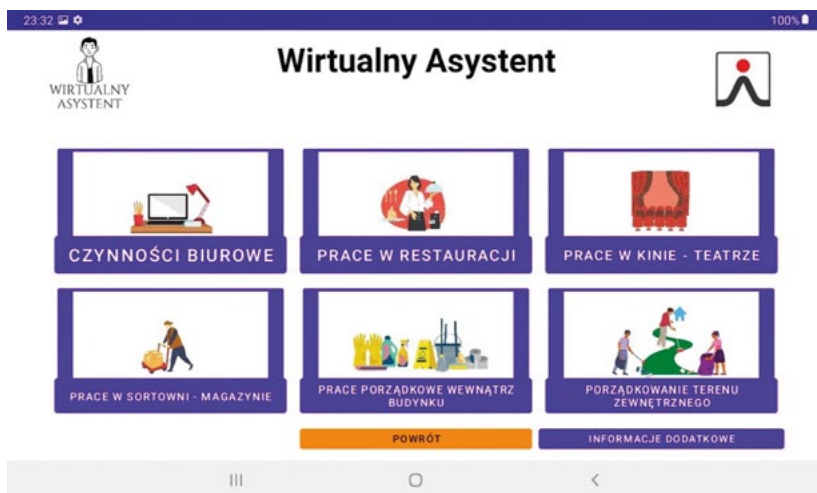 23:32
100%
WIRTUALNY
ASYSTENT
Wirtualny Asystent
CZYNNOŚCI BIUROWE
PRACE W RESTAURACJI
PRACE W KINIE - TEATRZE
PRACE W SORTOWNI - MAGAZYNIE
PRACE PORZĄDKOWE WEWNĄTRZ
BUDYNKU
PORZĄDKOWANIE TERENU
ZEWNĘTRZNEGO
POWRÓT
INFORMACJE DODATKOWE